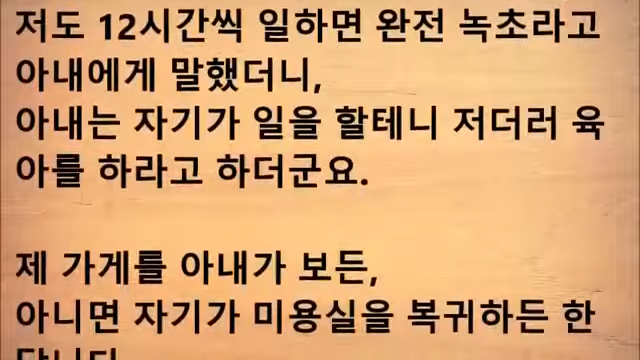 저도 12시간씩 일하면 완전 녹초라고
아내에게 말했더니,
아내는 자기가 일을 할테니 저더러 육
아를 하라고 하더군요.
제 가게를 아내가 보든,
아니면 자기가 미용실을 복귀하든 한